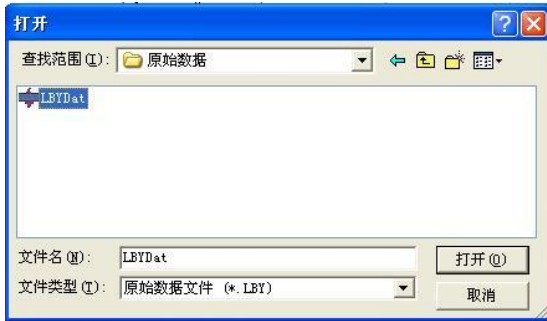 打开
查找范围(I): 原始数据
LBYDat
文件名(N): LBYDat 打开(O)
文件类型(T): 原始数据文件 (*.LBY) 取消